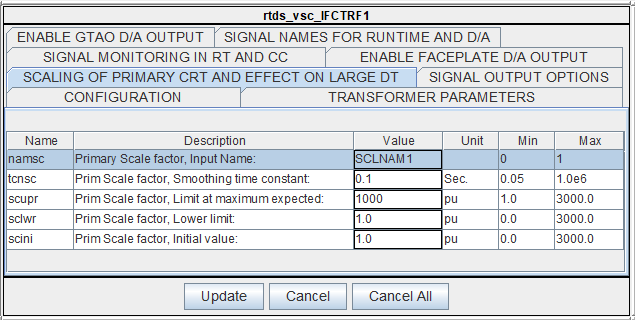 rtds_vsc_IFCTRF1
ENABLE GTAO D/A OUTPUT SIGNAL NAMES FOR RUNTIME AND D/A
SIGNAL MONITORING IN RT AND CC ENABLE FACEPLATE D/A OUTPUT
SCALING OF PRIMARY CRT AND EFFECT ON LARGE DT SIGNAL OUTPUT OPTIONS
CONFIGURATION TRANSFORMER PARAMETERS
Name Description Value Unit Min Max
namsc Primary Scale factor, Input Name: SCLNAM1 0 1
tcnsc Prim Scale factor, Smoothing time constant: 0.1 Sec. 0.05 1.0e6
scupr Prim Scale factor, Limit at maximum expected: 1000 pu 1.0 3000.0
sclwr Prim Scale factor, Lower limit: 1.0 pu 0.0 3000.0
scini Prim Scale factor, Initial value: 1.0 pu 0.0 3000.0
Update Cancel Cancel All